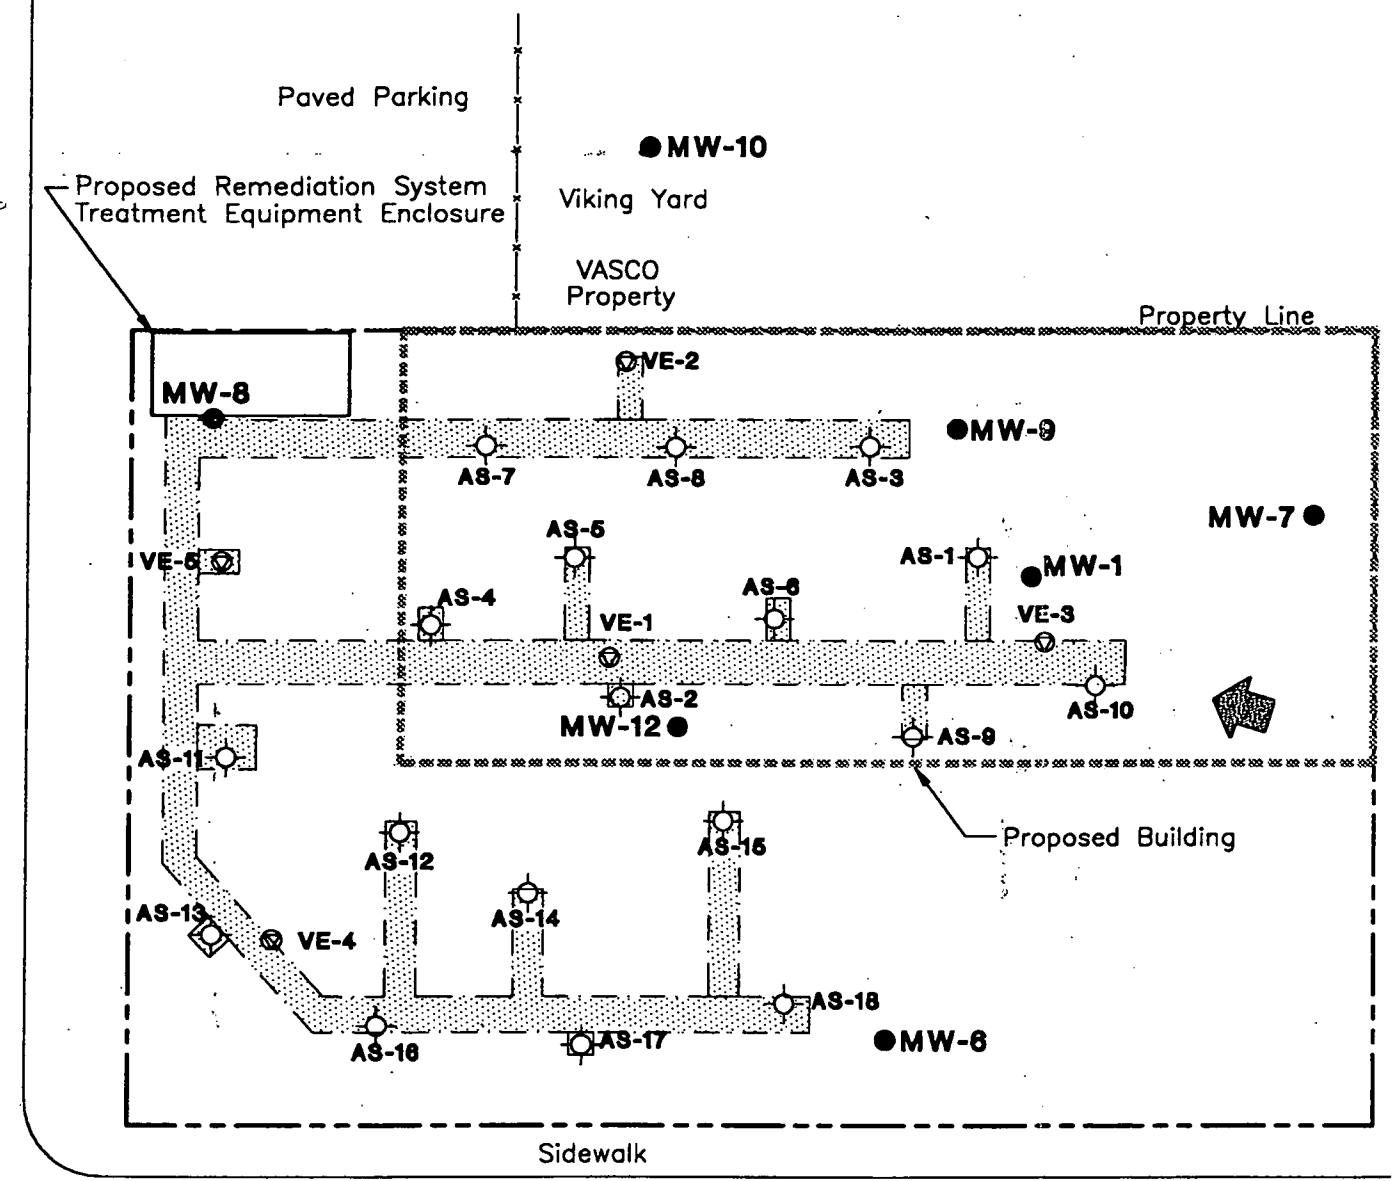 Paved Parking
MW-10
Proposed Remediation System
Treatment Equipment Enclosure
Viking Yard
VASCO
Property
Property Line
VE-2
MW-8
MW-9
AS-7
AS-8
AS-3
MW-7
AS-5
AS-1
MW-1
VE-5
AS-4
AS-6
VE-3
VE-1
AS-2
AS-10
MW-12
AS-9
AS-11
Proposed Building
AS-12
AS-15
AS-13
AS-14
VE-4
AS-18
AS-16
AS-17
MW-6
Sidewalk